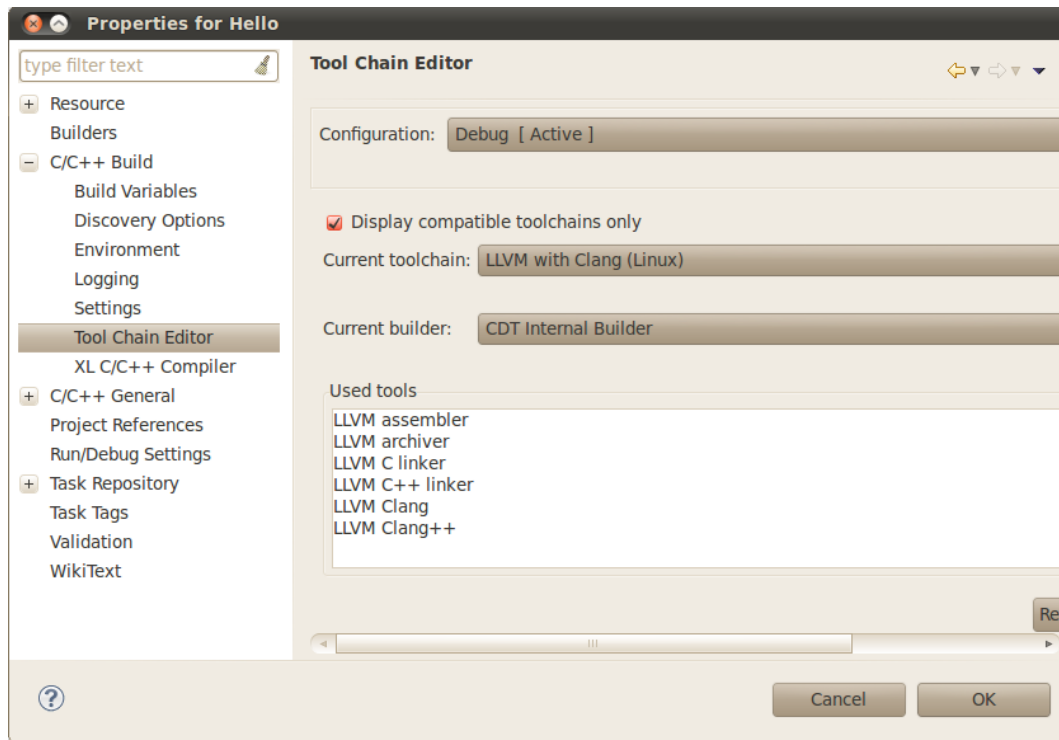 Properties for Hello
type filter text
Resource
Builders
C/C++ Build
Build Variables
Discovery Options
Environment
Logging
Settings
Tool Chain Editor
XL C/C++ Compiler
C/C++ General
Project References
Run/Debug Settings
Task Repository
Task Tags
Validation
WikiText
Tool Chain Editor
Configuration: Debug [ Active ]
Display compatible toolchains only
Current toolchain: LLVM with Clang (Linux)
Current builder: CDT Internal Builder
Used tools
LLVM assembler
LLVM archiver
LLVM C linker
LLVM C++ linker
LLVM Clang
LLVM Clang++
Re
Cancel OK